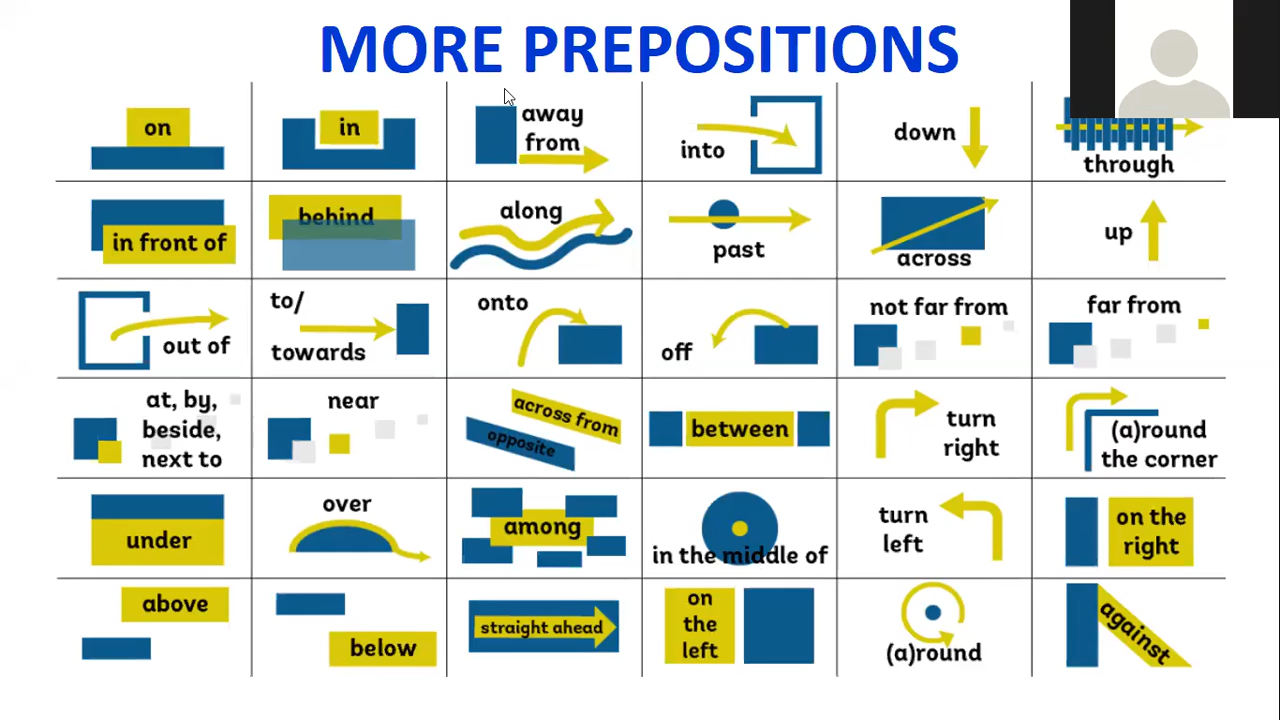 MORE PREPOSITIONS
on
in
away
from
into
down
through
in front of
behind
along
past
across
up
out of
to/
towards
onto
off
not far from
far from
at, by,
beside,
next to
near
across from
opposite
between
turn
right
(a)round
the corner
under
over
among
in the middle of
turn
left
on the
right
above
below
straight ahead
on
the
left
(a)round
against